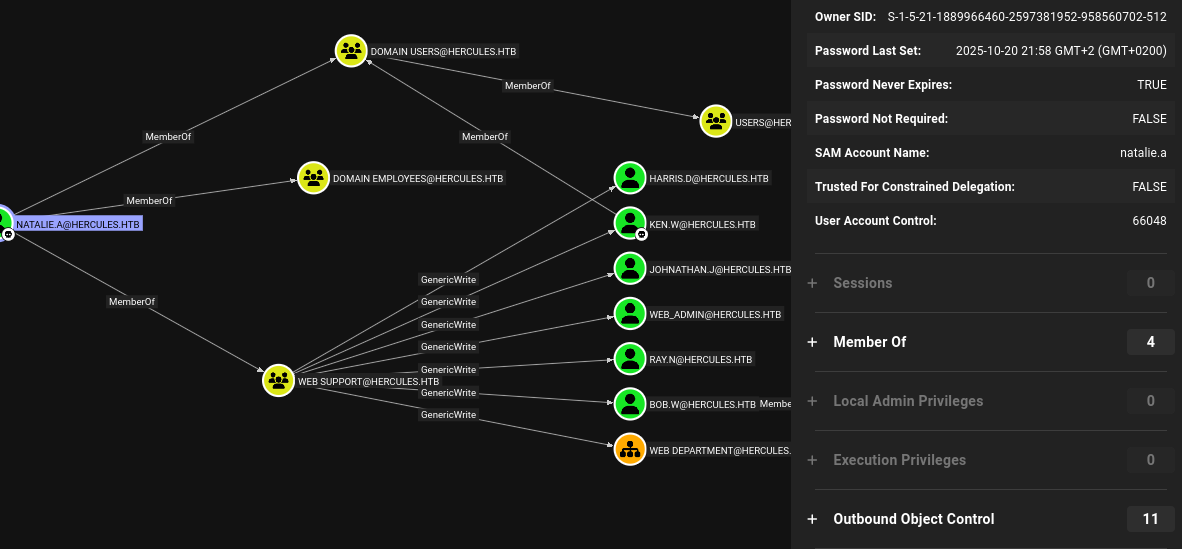 DOMAIN USERS@HERCULES.HTB
MemberOf
USERS@HER
MemberOf
MemberOf
DOMAIN EMPLOYEES@HERCULES.HTB
MemberOf
NATALIE.A@HERCULES.HTB
MemberOf
WEB SUPPORT@HERCULES.HTB
GenericWrite
GenericWrite
GenericWrite
GenericWrite
GenericWrite
GenericWrite
GenericWrite
HARRIS.D@HERCULES.HTB
KEN.W@HERCULES.HTB
JOHNATHAN.J@HERCULES.HTB
WEB_ADMIN@HERCULES.HTB
RAY.N@HERCULES.HTB
BOB.W@HERCULES.HTB Membe
WEB DEPARTMENT@HERCULES.
Owner SID: S-1-5-21-1889966460-2597381952-958560702-512
Password Last Set: 2025-10-20 21:58 GMT+2 (GMT+0200)
Password Never Expires: TRUE
Password Not Required: FALSE
SAM Account Name: natalie.a
Trusted For Constrained Delegation: FALSE
User Account Control: 66048
+ Sessions 0
+ Member Of 4
+ Local Admin Privileges 0
+ Execution Privileges 0
+ Outbound Object Control 11